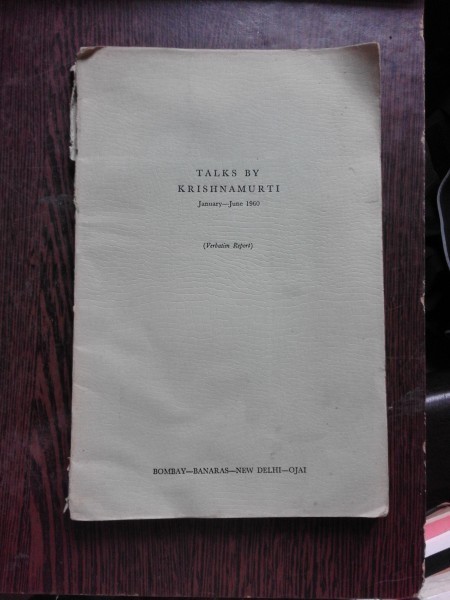 TALKS BY
KRISHNAMURTI
January—June 1960
(Verbatim Report)
BOMBAY—BANARAS—NEW DELHI—OJAI